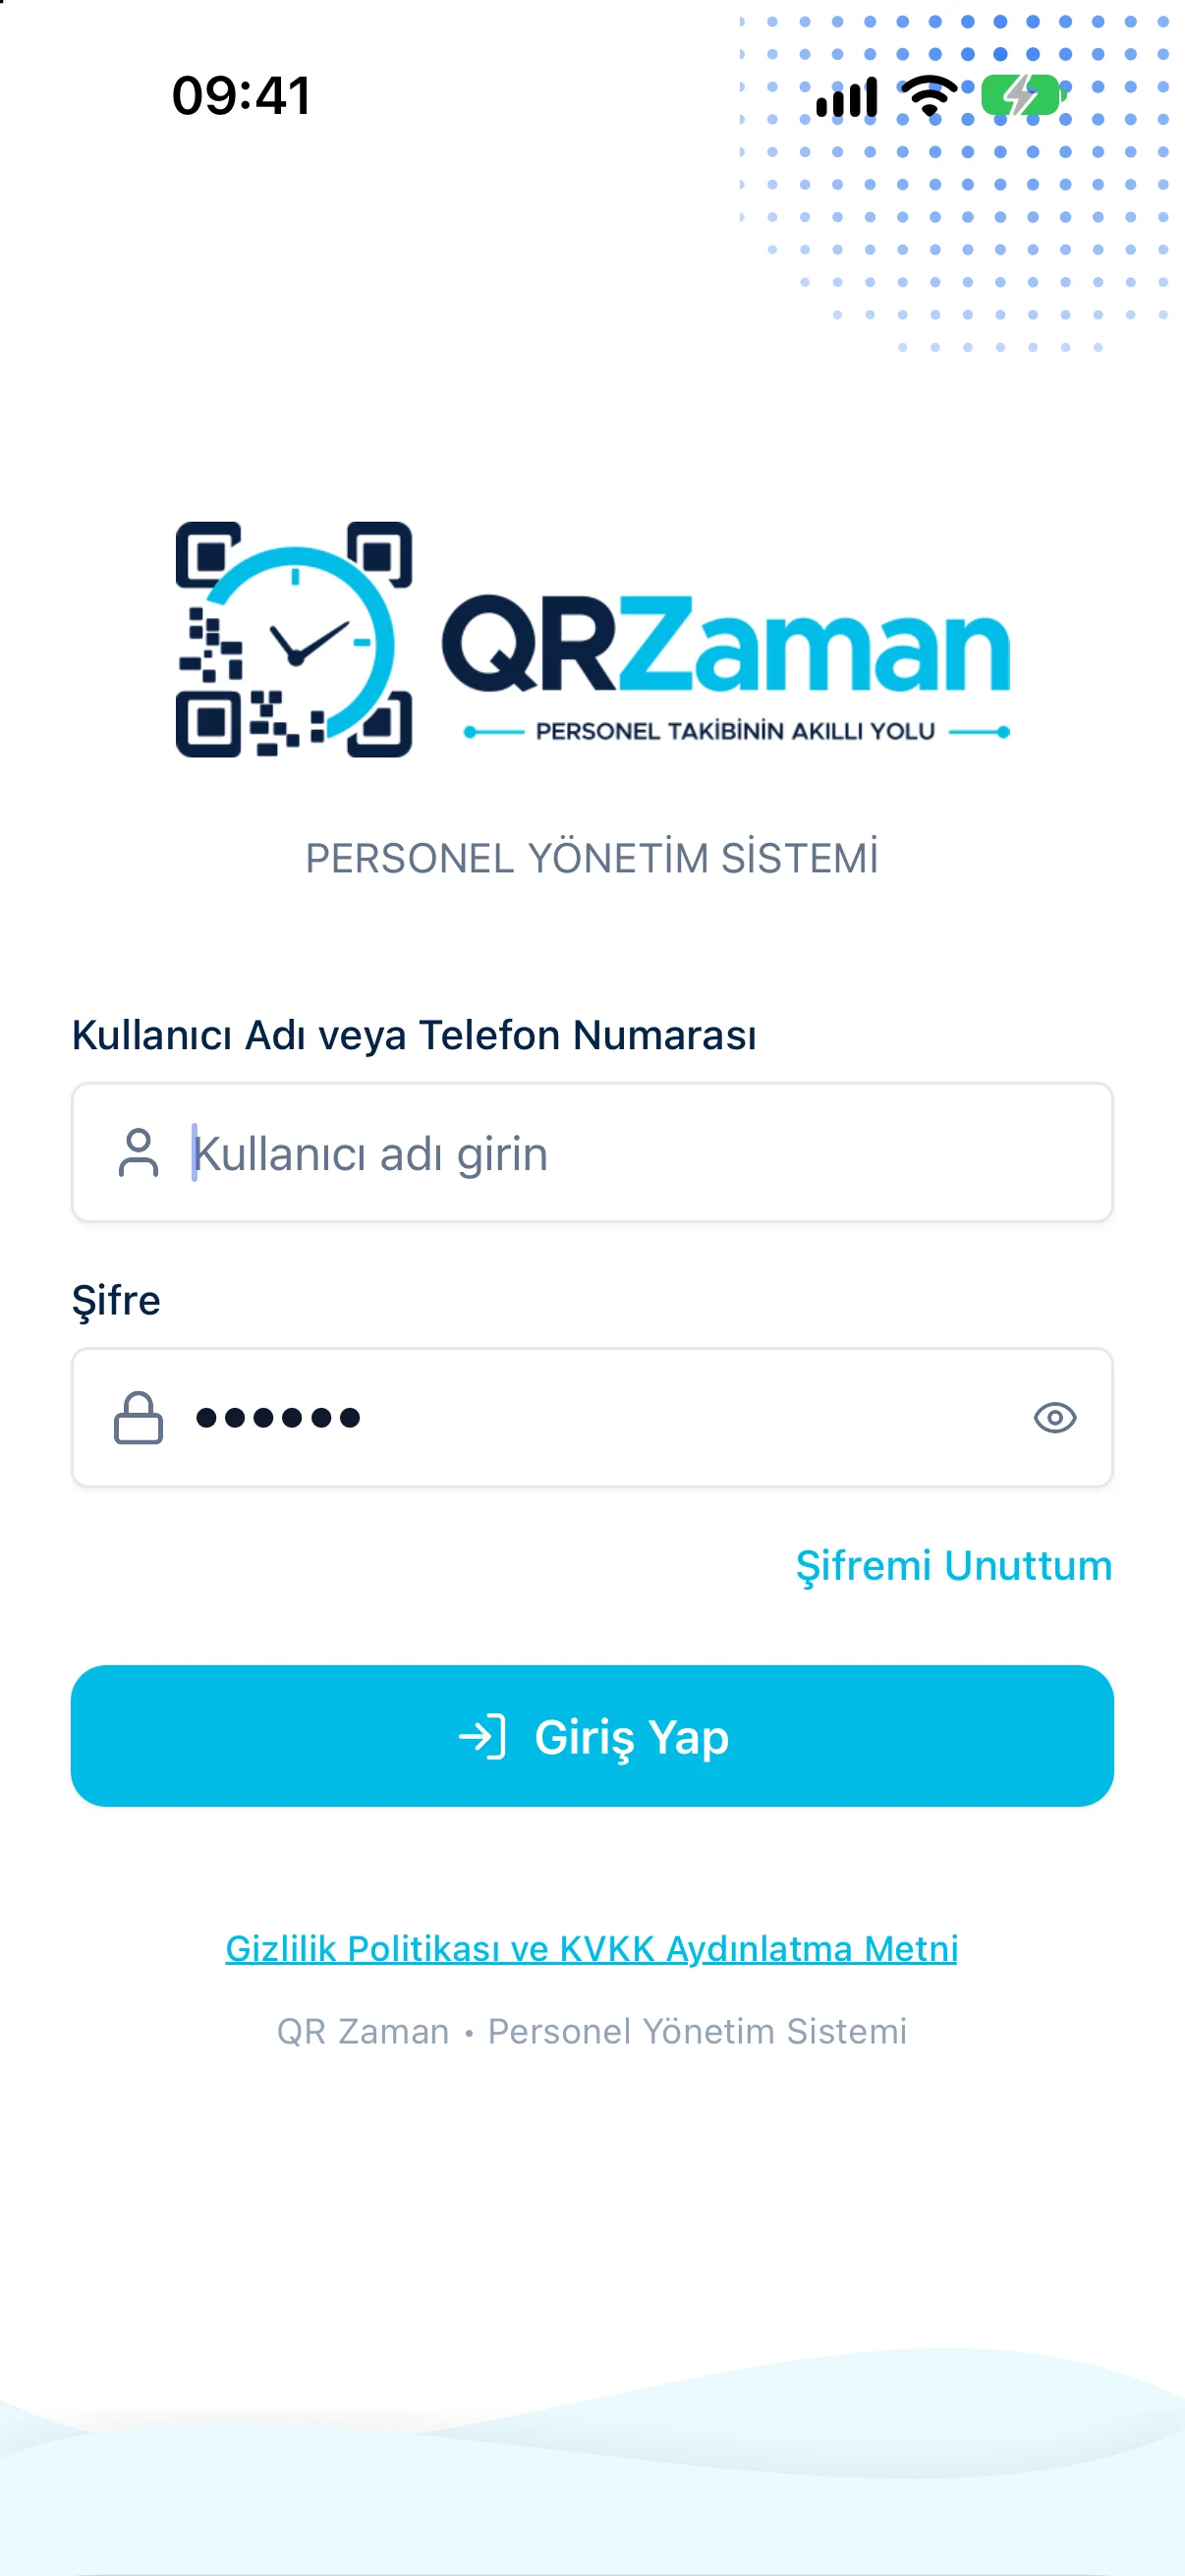 09:41
QRZaman
PERSONEL TAKİBİNİN AKILLI YOLU
PERSONEL YÖNETİM SİSTEMİ
Kullanıcı Adı veya Telefon Numarası
Kullanıcı adı girin
Şifre
••••••
Şifremi Unuttum
Giriş Yap
Gizlilik Politikası ve KVKK Aydınlatma Metni
QR Zaman • Personel Yönetim Sistemi